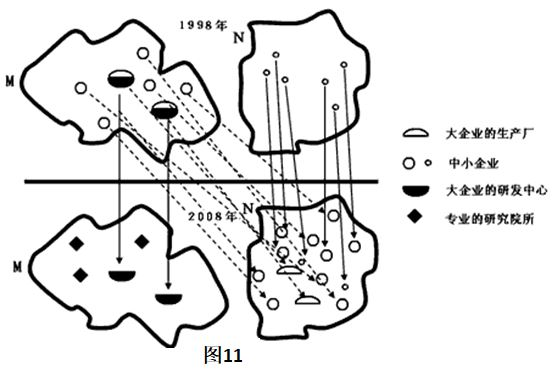 1998年
N
M
大企业的生产厂
中小企业
大企业的研发中心
专业的研究院所
2008年
N
M
图11